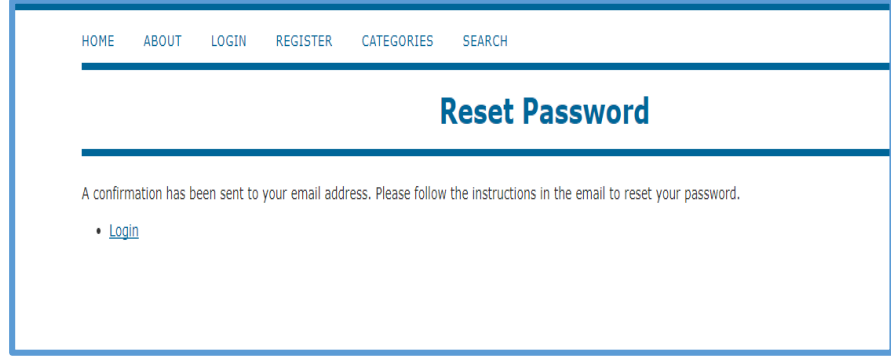 HOME ABOUT LOGIN REGISTER CATEGORIES SEARCH
Reset Password
A confirmation has been sent to your email address. Please follow the instructions in the email to reset your password.
• Login